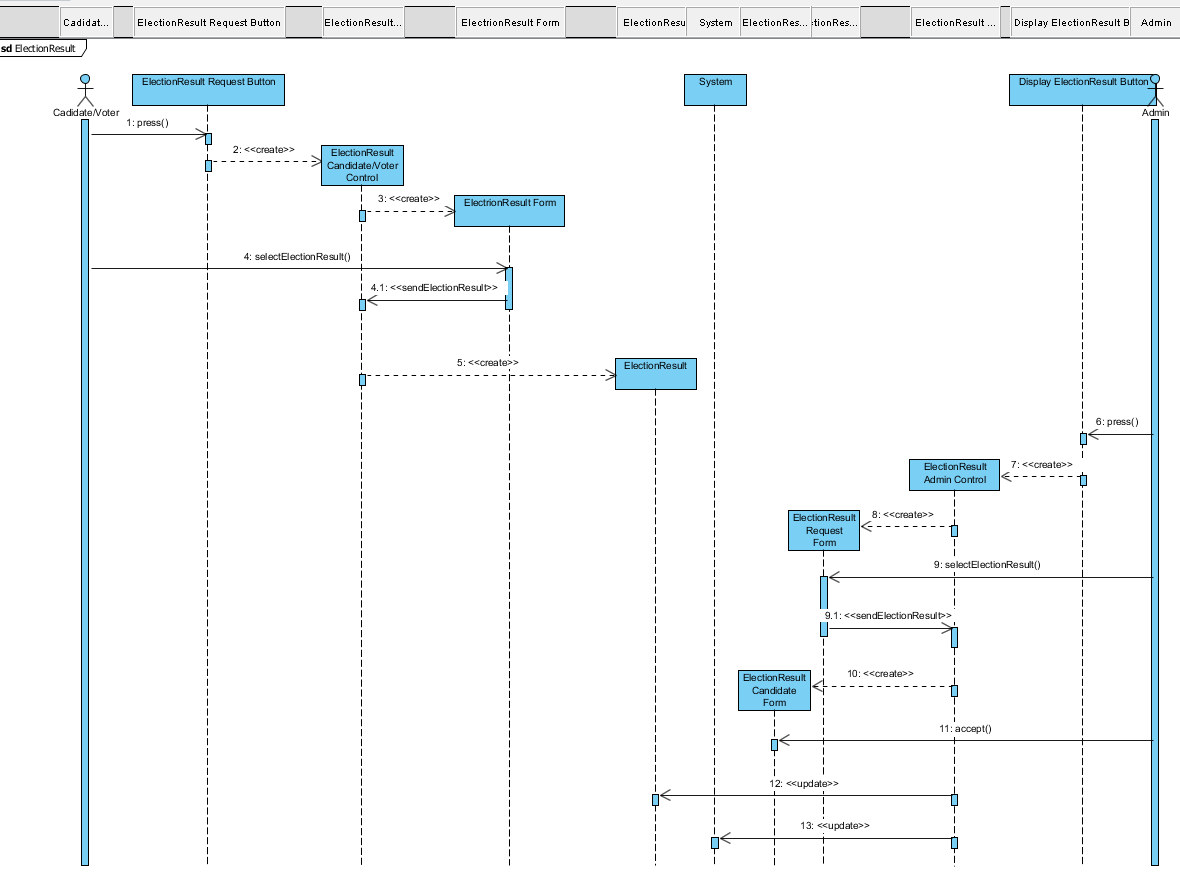 Cadidat...
ElectionResult Request Button
ElectionResult...
ElectrionResult Form
ElectionResu
System
ElectionRes...
:tionRes...
ElectionResult ...
Display ElectionResult B
Admin
sd ElectionResult
ElectionResult Request Button
System
Display ElectionResult Button
Cadidate/Voter
Admin
1: press()
2: <<create>>
ElectionResult
Candidate/Voter
Control
3: <<create>>
ElectrionResult Form
4: selectElectionResult()
4.1: <<sendElectionResult>>
5: <<create>>
ElectionResult
6: press()
ElectionResult
Admin Control
7: <<create>>
ElectionResult
Request
Form
8: <<create>>
9: selectElectionResult()
9.1: <<sendElectionResult>>
ElectionResult
Candidate
Form
10: <<create>>
11: accept()
12: <<update>>
13: <<update>>